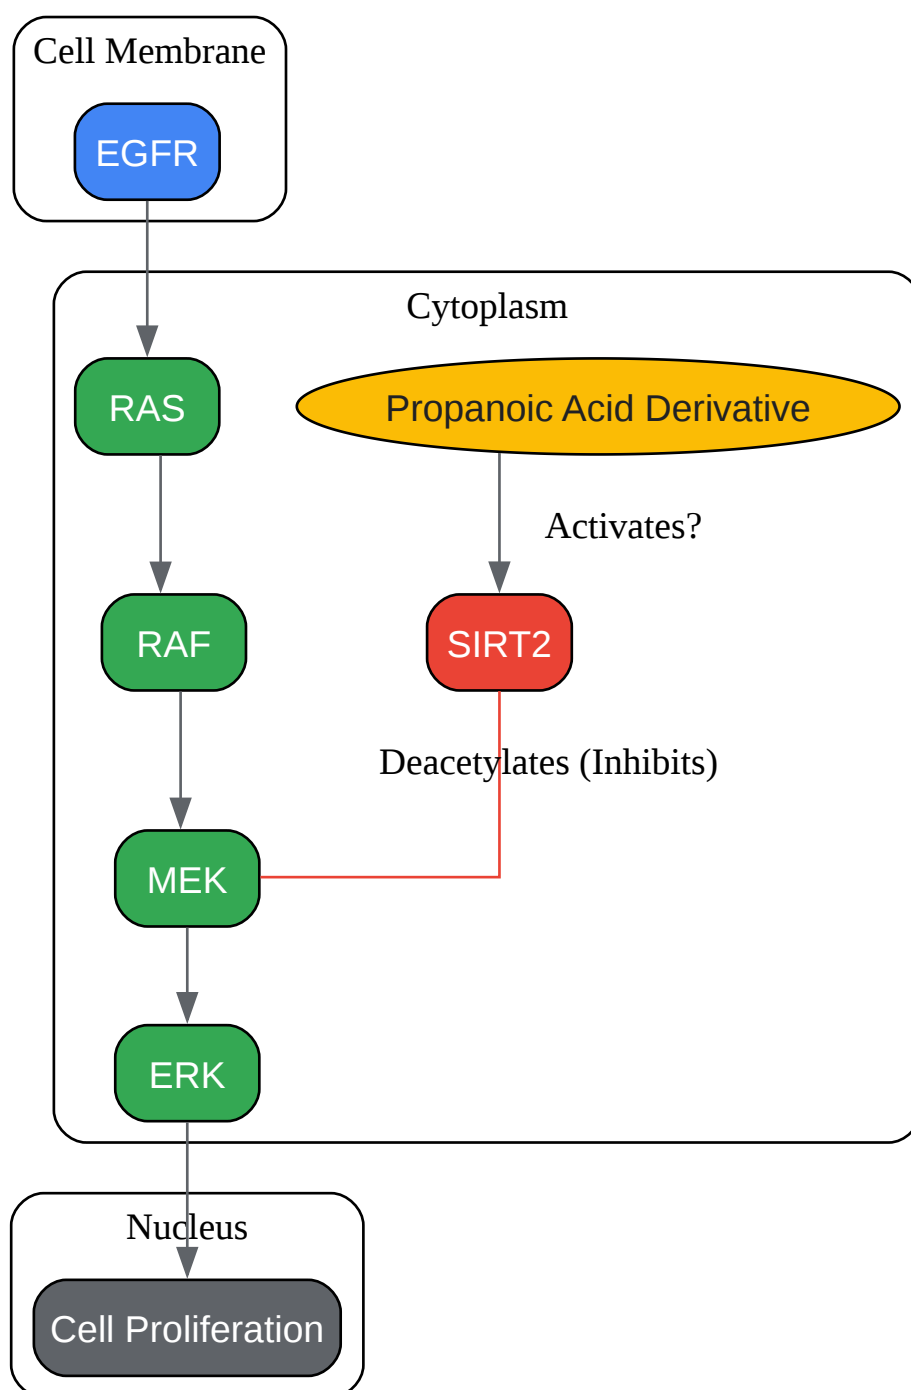 Cell Membrane
EGFR
Cytoplasm
RAS
Propanoic Acid Derivative
Activates?
RAF
SIRT2
Deacetylates (Inhibits)
MEK
ERK
Nucleus
Cell Proliferation